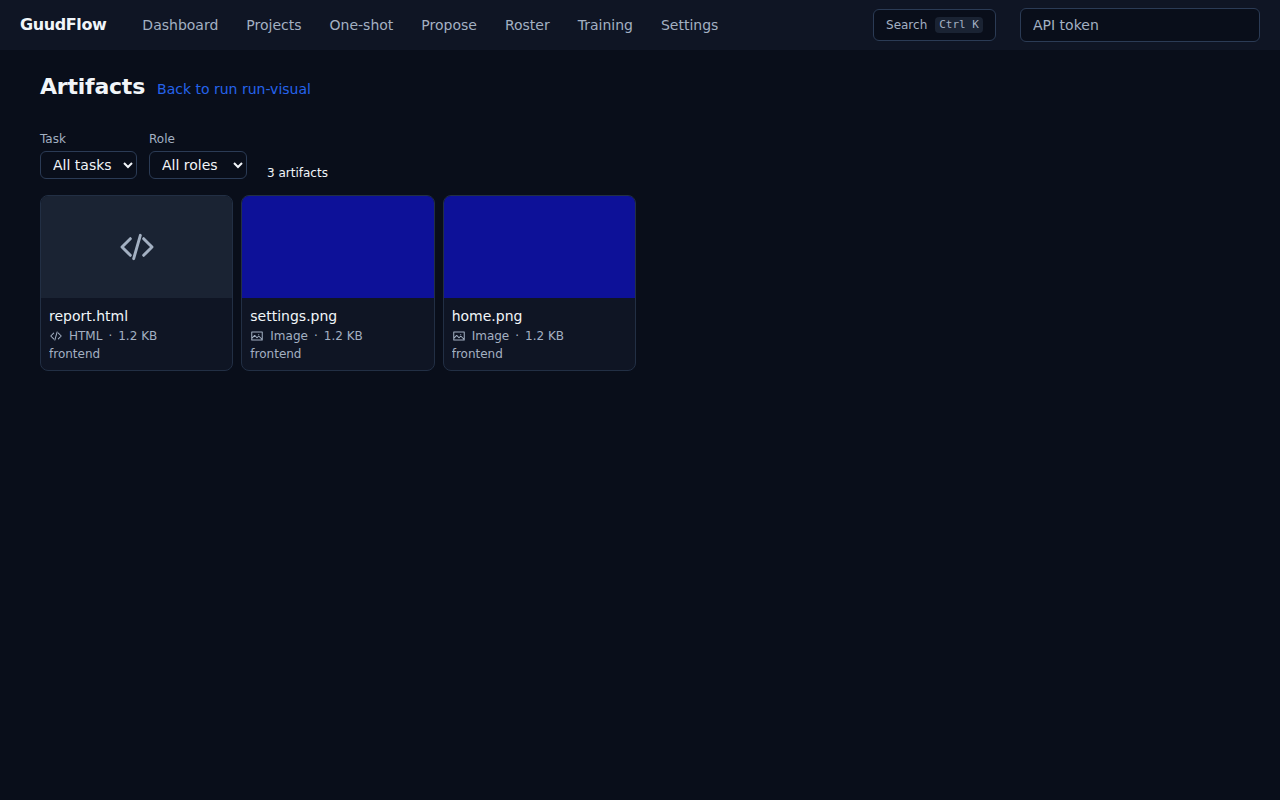 GuudFlow Dashboard Projects One-shot Propose Roster Training Settings Search Ctrl K API token
Artifacts Back to run run-visual
Task Role
All tasks All roles 3 artifacts
report.html settings.png home.png
HTML · 1.2 KB Image · 1.2 KB Image · 1.2 KB
frontend frontend frontend